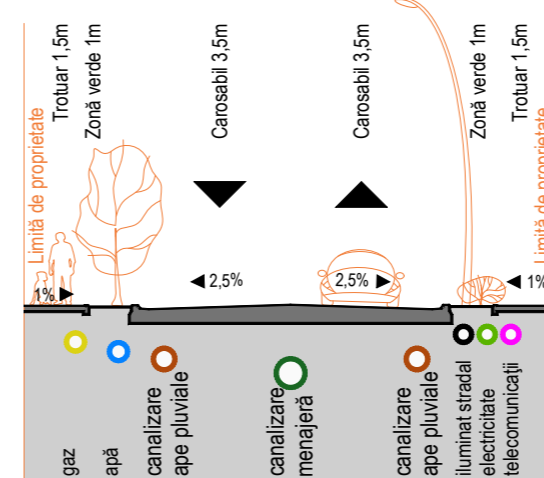 Limită de proprietate
Trotuar 1,5m
Zonă verde 1m
Carosabil 3,5m
Carosabil 3,5m
Zonă verde 1m
Trotuar 1,5m
Limită de proprietate
1%
2,5%
2,5%
1%
gaz
apă
canalizare
ape pluviale
canalizare
menajeră
canalizare
ape pluviale
iluminat stradal
electricitate
telecomunicații